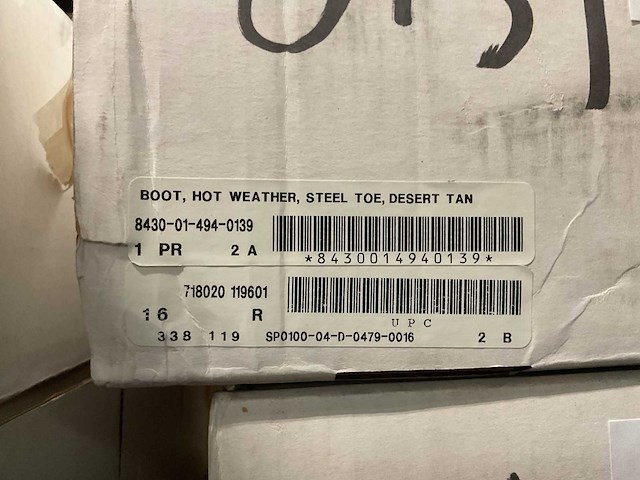 BOOT, HOT WEATHER, STEEL TOE, DESERT TAN
8430-01-494-0139
1 PR 2 A
*8430014940139*
718020 119601
16 R
UPC
338 119 SP0100-04-D-0479-0016 2 B